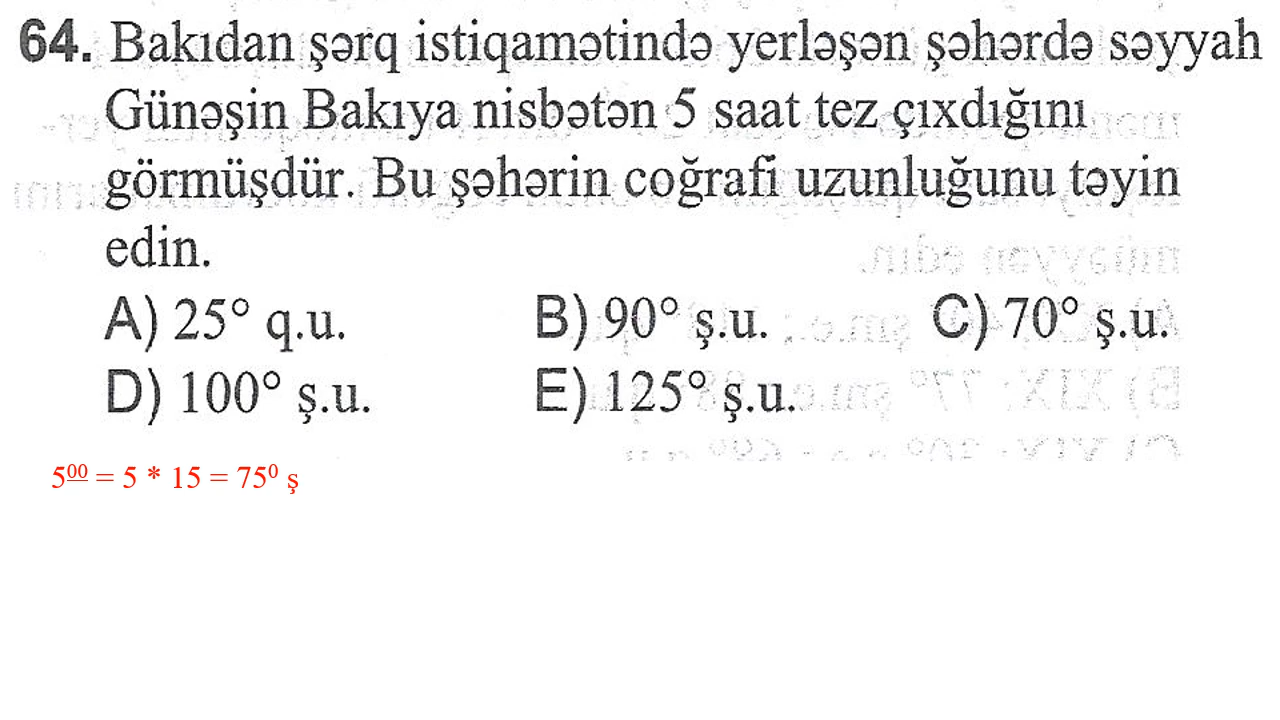 64. Bakıdan şərq istiqamətində yerləşən şəhərdə səyyah
Günəşin Bakıya nisbətən 5 saat tez çıxdığını
görmüşdür. Bu şəhərin coğrafi uzunluğunu təyin
edin.
A) 25° q.u. B) 90° ş.u. C) 70° ş.u.
D) 100° ş.u. E) 125° ş.u.
5⁰⁰ = 5 * 15 = 75⁰ ş